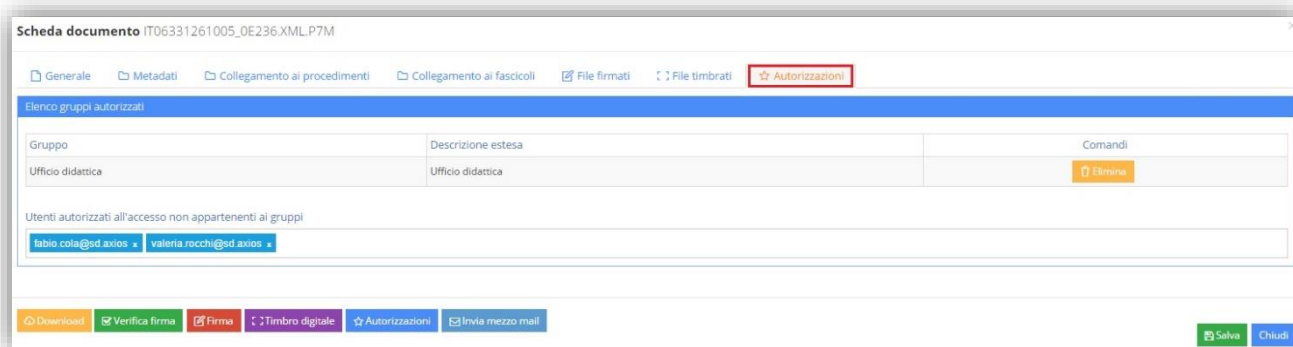 Scheda documento IT06331261005_0E236.XML.P7M
Generale Metadati Collegamento ai procedimenti Collegamento ai fascicoli File firmati File timbrati Autorizzazioni
Elenco gruppi autorizzati
Gruppo Descrizione estesa Comandi
Ufficio didattica Ufficio didattica Elimina
Utenti autorizzati all'accesso non appartenenti ai gruppi
fabio.cola@sd.axios x valeria.rocchi@sd.axios x
Download Verifica firma Firma Timbro digitale Autorizzazioni Invia mezzo mail
Salva Chiudi